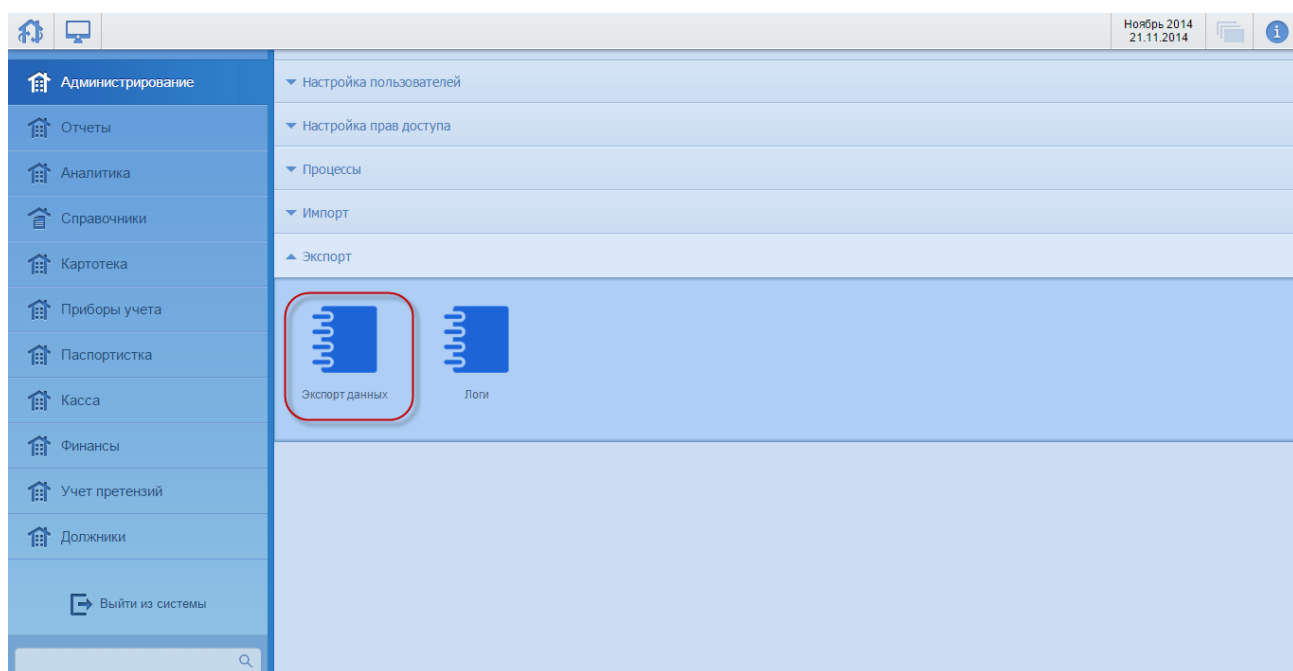 Ноябрь 2014
21.11.2014
Администрирование
Отчеты
Аналитика
Справочники
Картотека
Приборы учета
Паспортистка
Касса
Финансы
Учет претензий
Должники
Выйти из системы
Настройка пользователей
Настройка прав доступа
Процессы
Импорт
Экспорт
Экспорт данных
Логи